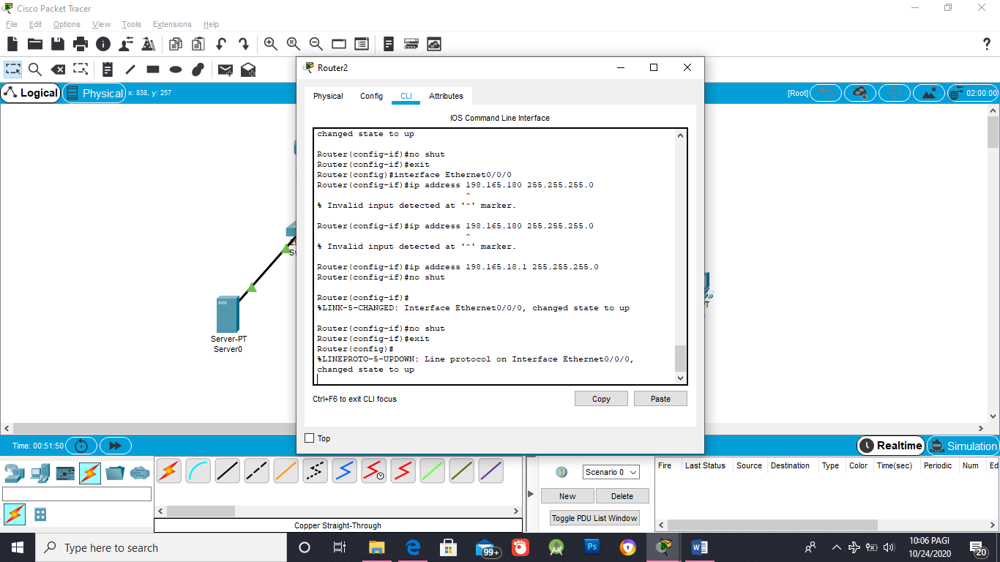 Cisco Packet Tracer
File Edit Options View Tools Extensions Help
Router2
Logical
Physical
x: 838, y: 257
[Root]
02:00:00
Physical Config CLI Attributes
IOS Command Line Interface
changed state to up
Router(config-if)#no shut
Router(config-if)#exit
Router(config)#interface Ethernet0/0/0
Router(config-if)#ip address 198.165.180 255.255.255.0
^
% Invalid input detected at '^' marker.
Router(config-if)#ip address 198.165.180 255.255.255.0
^
% Invalid input detected at '^' marker.
Router(config-if)#ip address 198.165.18.1 255.255.255.0
Router(config-if)#no shut
Router(config-if)#
%LINK-5-CHANGED: Interface Ethernet0/0/0, changed state to up
Router(config-if)#no shut
Router(config-if)#exit
Router(config)#
%LINEPROTO-5-UPDOWN: Line protocol on Interface Ethernet0/0/0,
changed state to up
Ctrl+F6 to exit CLI focus
Copy
Paste
Top
Server-PT
Server0
Time: 00:51:50
Realtime
Simulation
Scenario 0
New
Delete
Toggle PDU List Window
Fire Last Status Source Destination Type Color Time(sec) Periodic Num Ed
Copper Straight-Through
Type here to search
99+
Ps
10:06 PAGI
10/24/2020
20